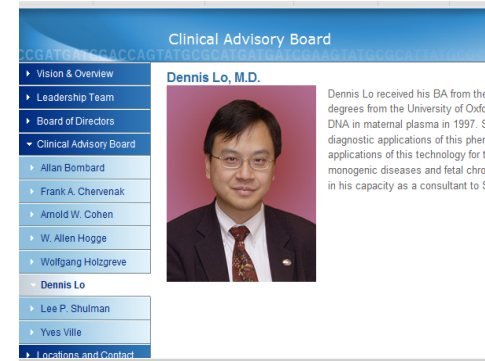 Clinical Advisory Board
CCGATGATCGACCAGTATGCGCATGATGATCGAAGTATGCGCATTAT
Vision & Overview
Leadership Team
Board of Directors
Clinical Advisory Board
Allan Bombard
Frank A. Chervenak
Arnold W. Cohen
W. Allen Hogge
Wolfgang Holzgreve
Dennis Lo
Lee P. Shulman
Yves Ville
Locations and Contact
Dennis Lo, M.D.
Dennis Lo received his BA from the
degrees from the University of Oxfo
DNA in maternal plasma in 1997. S
diagnostic applications of this phe
applications of this technology for t
monogenic diseases and fetal chro
in his capacity as a consultant to S